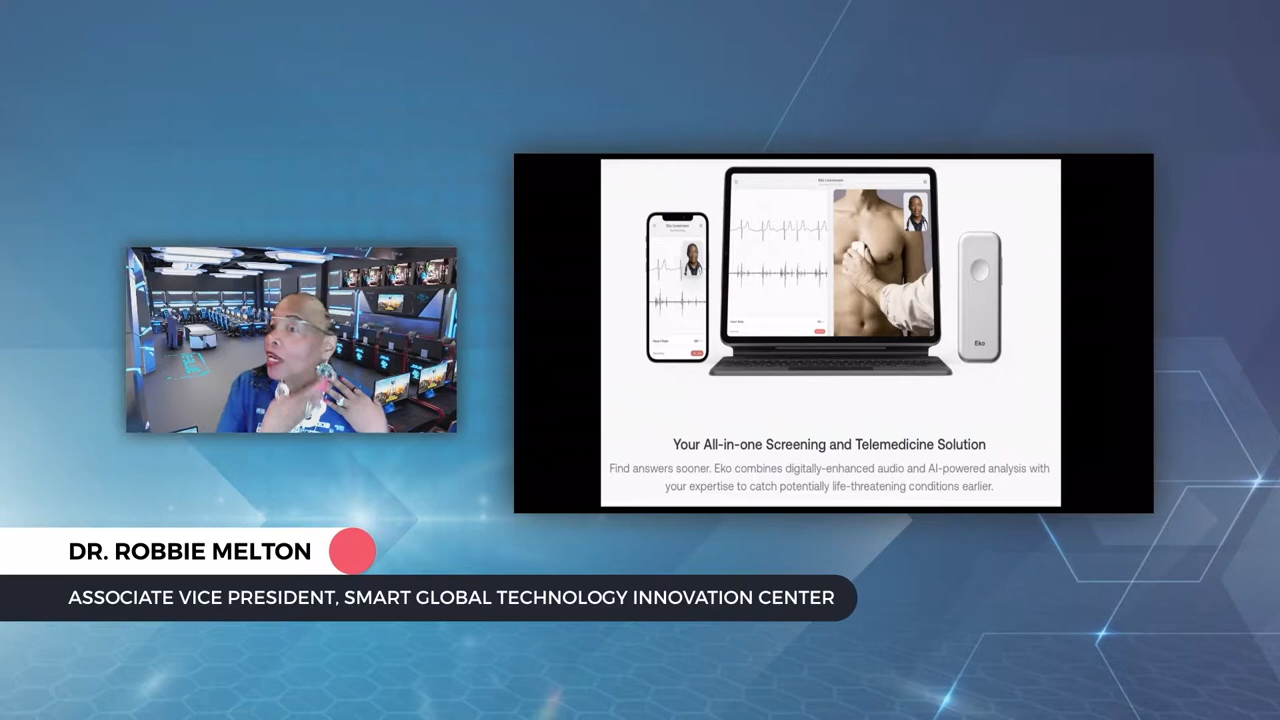 Eko
Your All-in-one Screening and Telemedicine Solution
Find answers sooner. Eko combines digitally-enhanced audio and AI-powered analysis with
your expertise to catch potentially life-threatening conditions earlier.
DR. ROBBIE MELTON
ASSOCIATE VICE PRESIDENT, SMART GLOBAL TECHNOLOGY INNOVATION CENTER